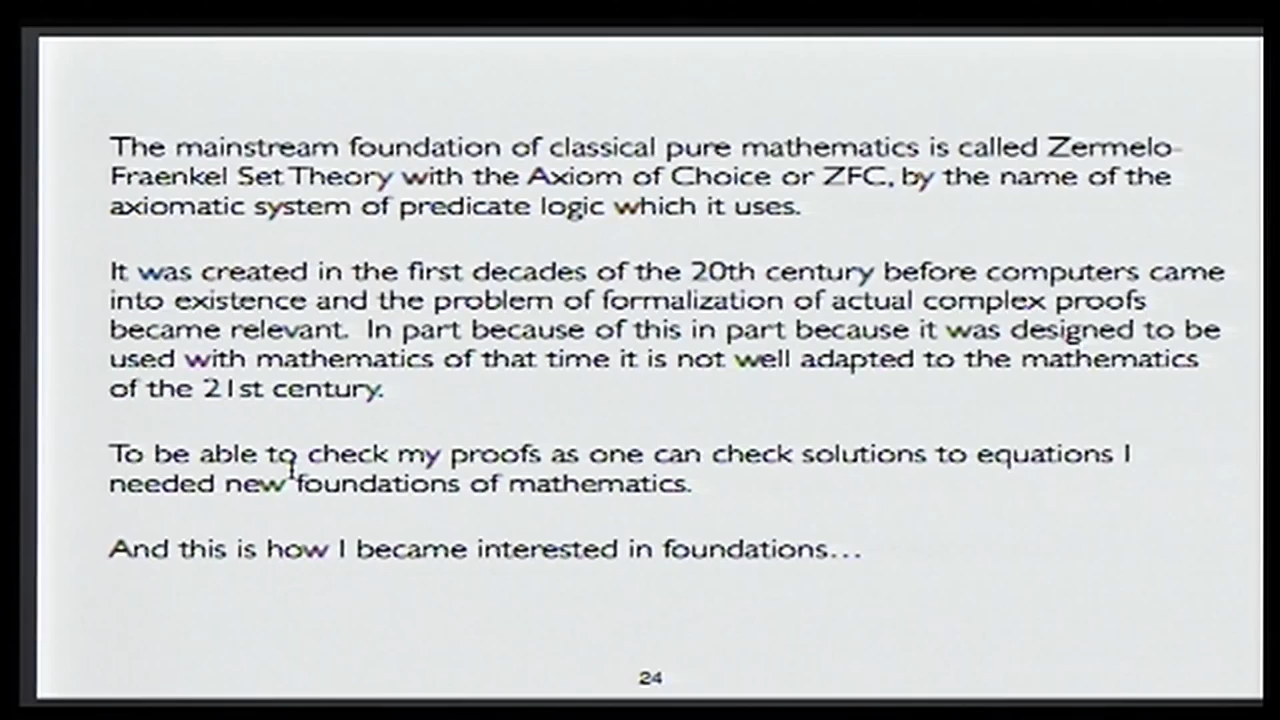 The mainstream foundation of classical pure mathematics is called Zermelo-
Fraenkel Set Theory with the Axiom of Choice or ZFC, by the name of the
axiomatic system of predicate logic which it uses.
It was created in the first decades of the 20th century before computers came
into existence and the problem of formalization of actual complex proofs
became relevant. In part because of this in part because it was designed to be
used with mathematics of that time it is not well adapted to the mathematics
of the 21st century.
To be able to check my proofs as one can check solutions to equations I
needed new foundations of mathematics.
And this is how I became interested in foundations…
24